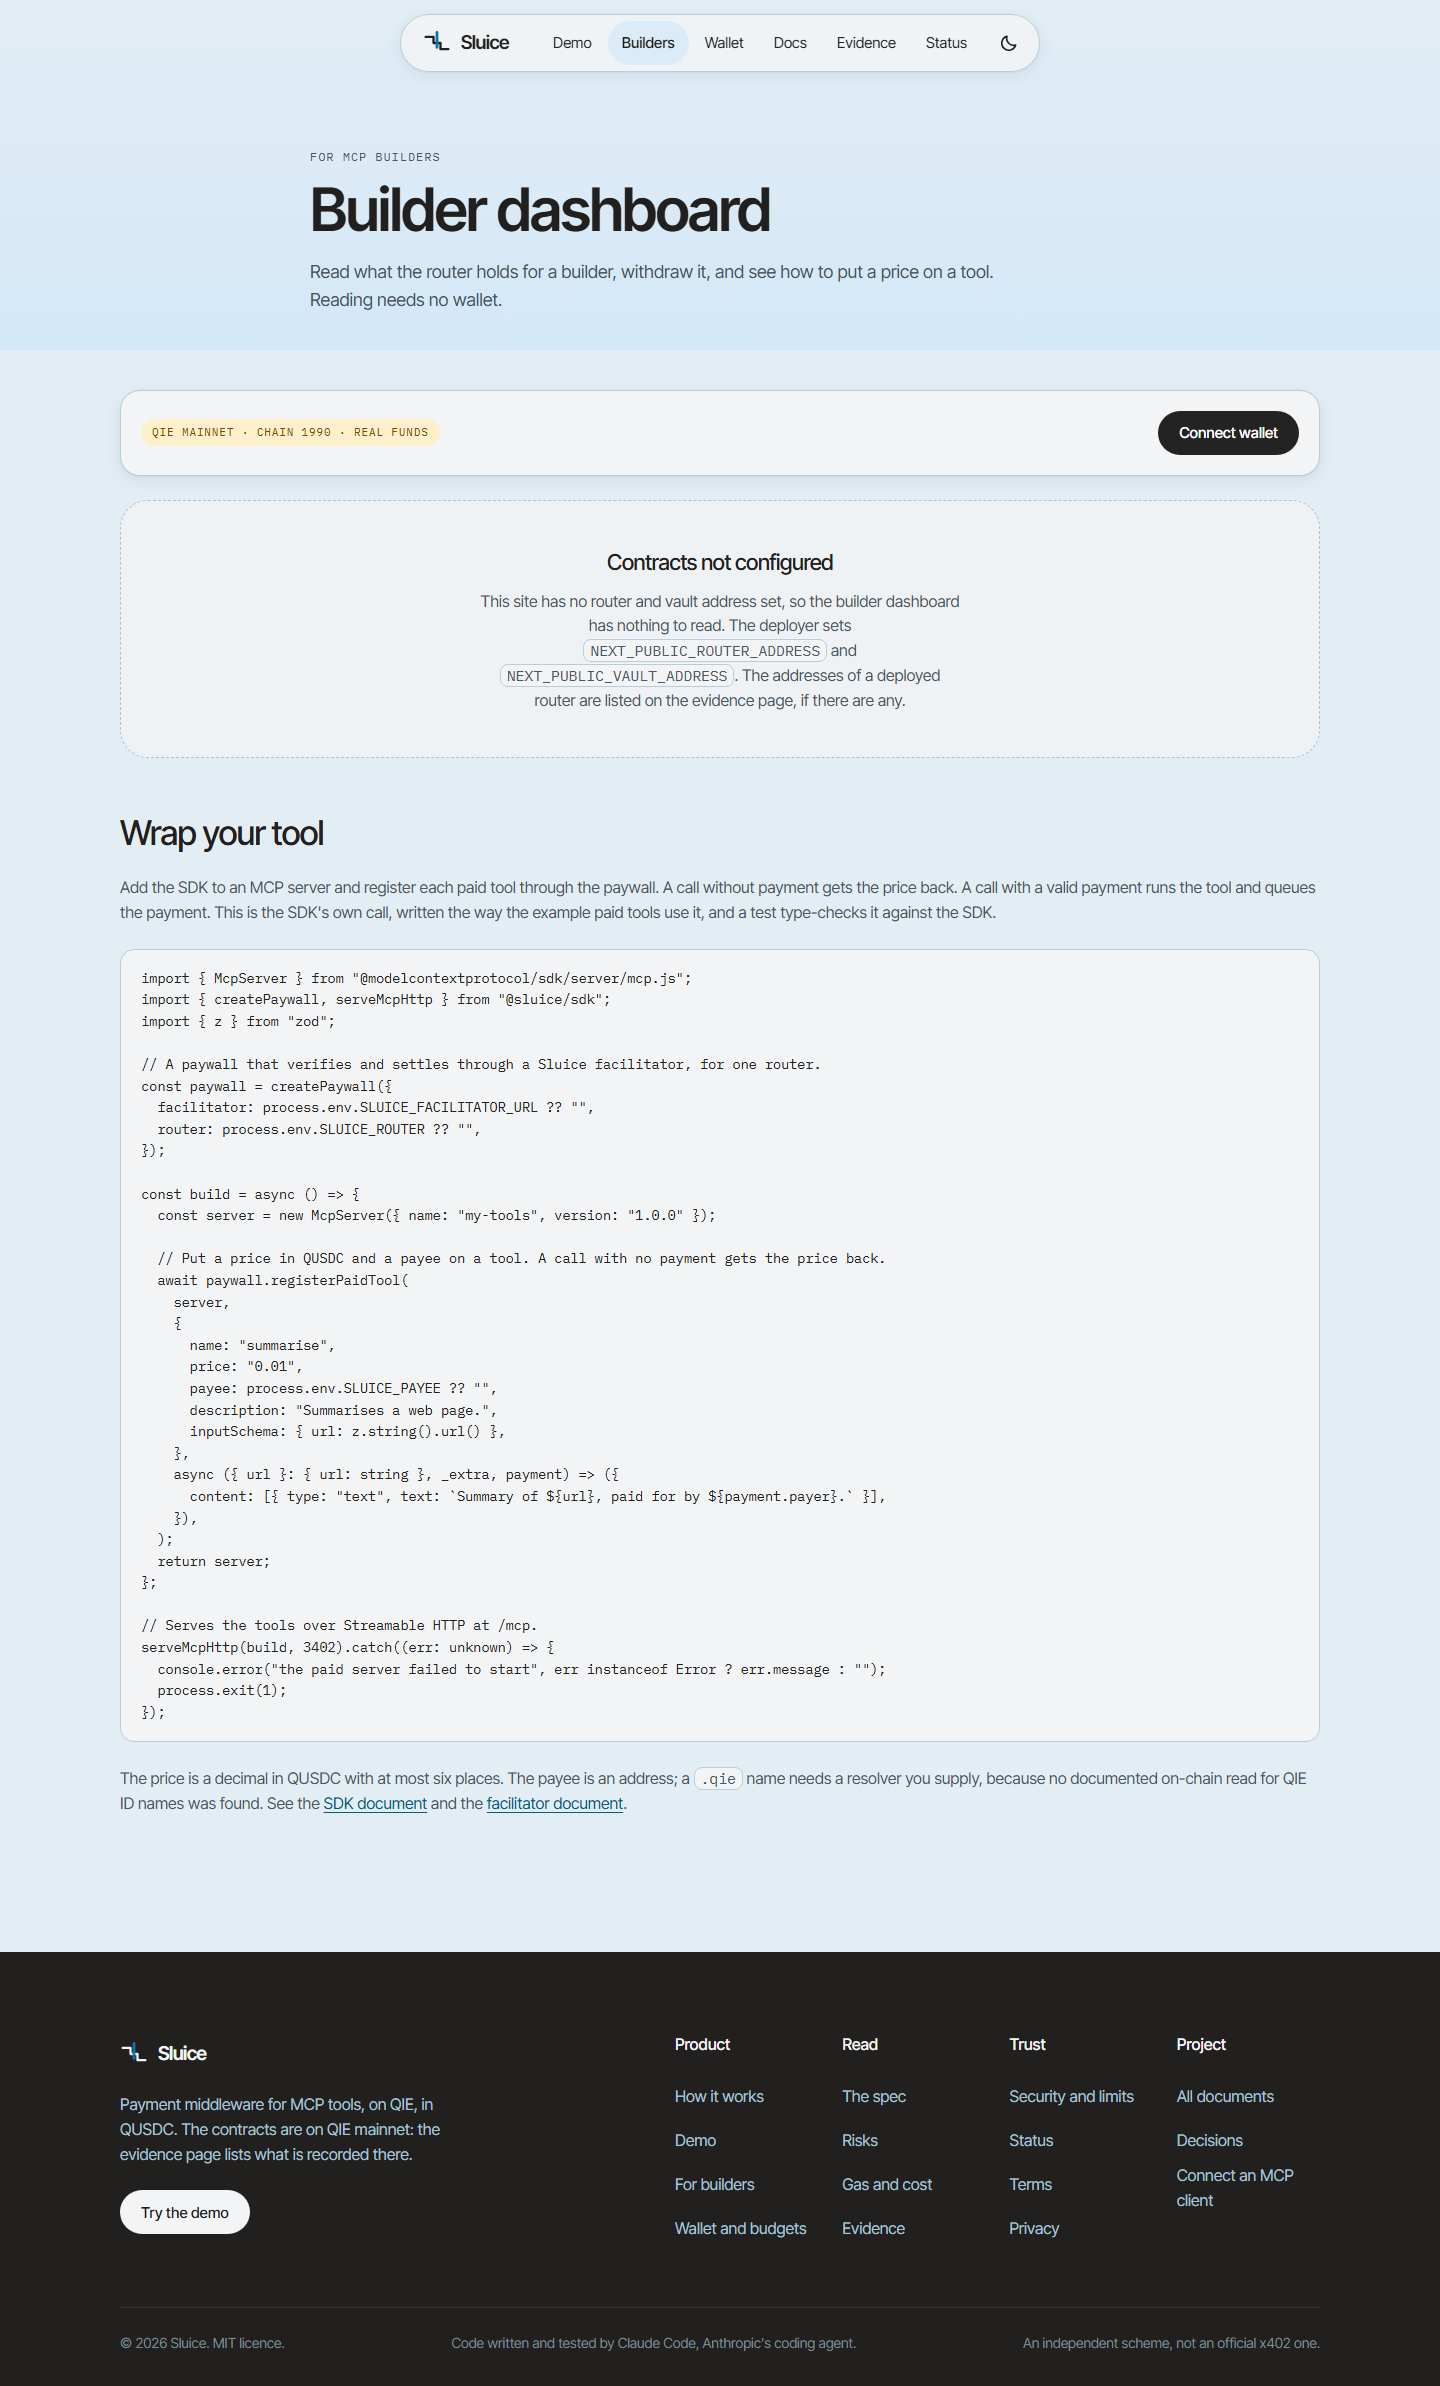 Sluice
Demo
Builders
Wallet
Docs
Evidence
Status
FOR MCP BUILDERS
Builder dashboard
Read what the router holds for a builder, withdraw it, and see how to put a price on a tool.
Reading needs no wallet.
QIE MAINNET · CHAIN 1990 · REAL FUNDS
Connect wallet
Contracts not configured
This site has no router and vault address set, so the builder dashboard
has nothing to read. The deployer sets
NEXT_PUBLIC_ROUTER_ADDRESS and
NEXT_PUBLIC_VAULT_ADDRESS. The addresses of a deployed
router are listed on the evidence page, if there are any.
Wrap your tool
Add the SDK to an MCP server and register each paid tool through the paywall. A call without payment gets the price back. A call with a valid payment runs the tool and queues
the payment. This is the SDK's own call, written the way the example paid tools use it, and a test type-checks it against the SDK.
import { McpServer } from "@modelcontextprotocol/sdk/server/mcp.js";
import { createPaywall, serveMcpHttp } from "@sluice/sdk";
import { z } from "zod";
// A paywall that verifies and settles through a Sluice facilitator, for one router.
const paywall = createPaywall({
  facilitator: process.env.SLUICE_FACILITATOR_URL ?? "",
  router: process.env.SLUICE_ROUTER ?? "",
});
const build = async () => {
  const server = new McpServer({ name: "my-tools", version: "1.0.0" });
  // Put a price in QUSDC and a payee on a tool. A call with no payment gets the price back.
  await paywall.registerPaidTool(
    server,
    {
      name: "summarise",
      price: "0.01",
      payee: process.env.SLUICE_PAYEE ?? "",
      description: "Summarises a web page.",
      inputSchema: { url: z.string().url() },
    },
    async ({ url }: { url: string }, _extra, payment) => ({
      content: [{ type: "text", text: `Summary of ${url}, paid for by ${payment.payer}.` }],
    }),
  );
  return server;
};
// Serves the tools over Streamable HTTP at /mcp.
serveMcpHttp(build, 3402).catch((err: unknown) => {
  console.error("the paid server failed to start", err instanceof Error ? err.message : "");
  process.exit(1);
});
The price is a decimal in QUSDC with at most six places. The payee is an address; a .qie name needs a resolver you supply, because no documented on-chain read for QIE
ID names was found. See the SDK document and the facilitator document.
Sluice
Payment middleware for MCP tools, on QIE, in
QUSDC. The contracts are on QIE mainnet: the
evidence page lists what is recorded there.
Try the demo
Product
How it works
Demo
For builders
Wallet and budgets
Read
The spec
Risks
Gas and cost
Evidence
Trust
Security and limits
Status
Terms
Privacy
Project
All documents
Decisions
Connect an MCP
client
© 2026 Sluice. MIT licence.
Code written and tested by Claude Code, Anthropic's coding agent.
An independent scheme, not an official x402 one.